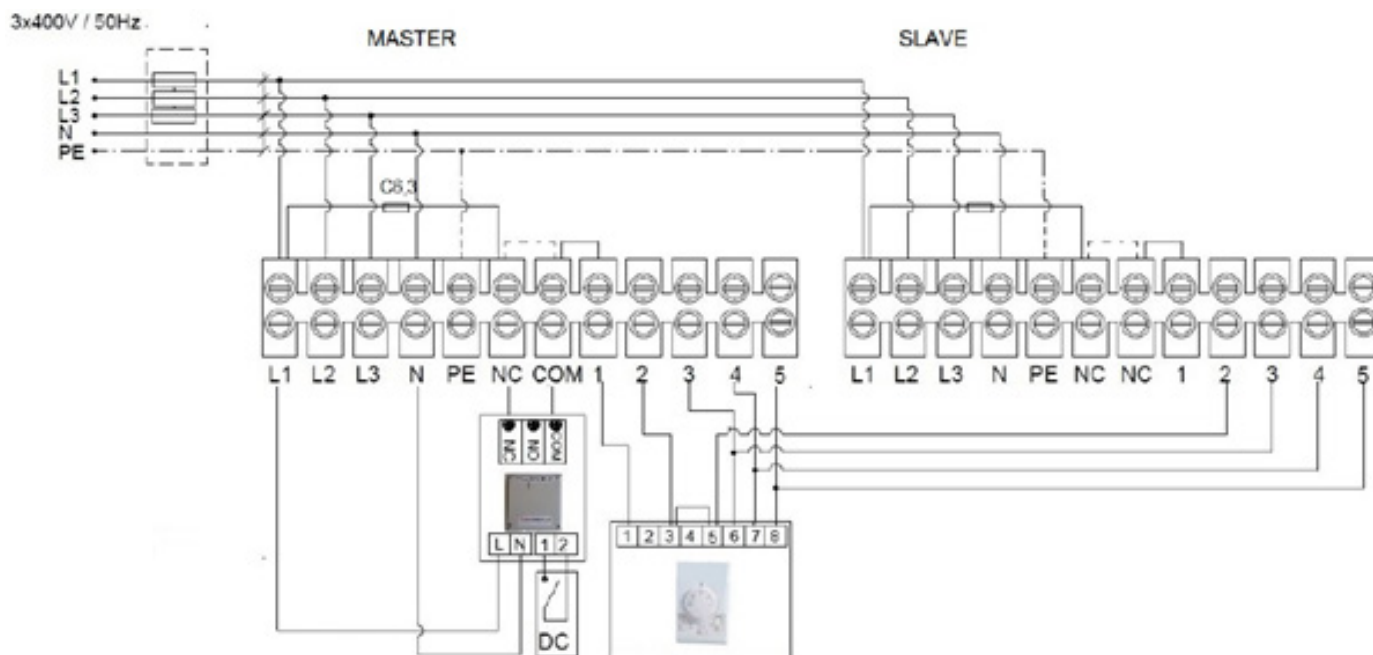 3x400V / 50Hz
MASTER
SLAVE
L1
L2
L3
N
PE
C6,3
L1 L2 L3 N PE NC COM 1 2 3 4 5
L1 L2 L3 N PE NC NC 1 2 3 4 5
NC NO COM
L N 1 2
DC
1 2 3 4 5 6 7 8